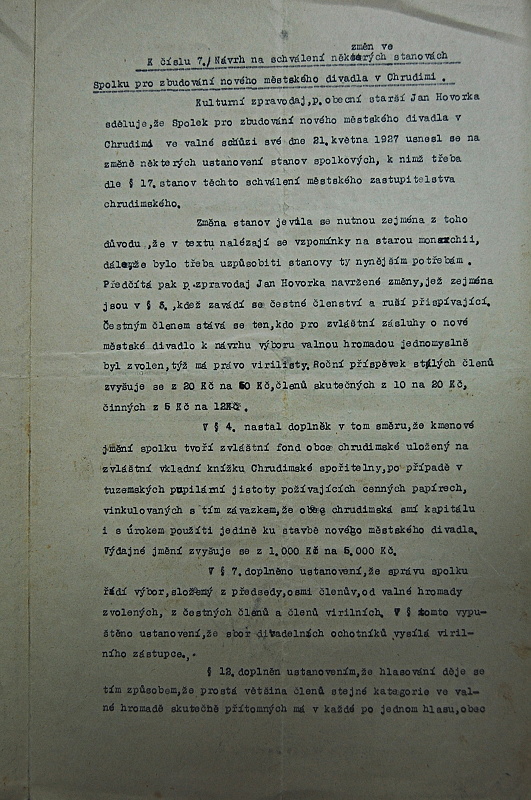 změn ve
K číslu 7./ Návrh na schválení některých stanovách
Spolku pro zbudování nového městského divadla v Chrudimi .
Kulturní zpravodaj,p.obecní starší Jan Hovorka
sděluje,že Spolek pro zbudování nového městského divadla v
Chrudimi ve valné schůzi své dne 21.května 1927 usnesl se na
změně některých ustanovení stanov spolkových, k nimž třeba
dle § 17.stanov těchto schválení městského zastupitelstva
chrudimského.
Změna stanov jevila se nutnou zejména z toho
důvodu ,že v textu nalézají se vzpomínky na starou monarchii,
dále,že bylo třeba uzpůsobiti stanovy ty nynějším potřebám.
Předčítá pak p.zpravodaj Jan Hovorka navržené změny,jež zejména
jsou v § 3.,kdež zavádí se čestné členství a ruší přispívající.
Čestným členem stává se ten,kdo pro zvláštní zásluhy o nové
městské divadlo k návrhu výboru valnou hromadou jednomyslně
byl zvolen,týž má právo virilisty.Roční příspěvek stálých členů
zvyšuje se z 20 Kč na 50 Kč,členů skutečných z 10 na 20 Kč,
činných z 5 Kč na 12Kč.
V § 4. nastal doplněk v tom směru,že kmenové
jmění spolku tvoří zvláštní fond obce chrudimské uložený na
zvláštní vkladní knížku Chrudimské spořitelny,po případě v
tuzemských pupilární jistoty požívajících cenných papírech,
vinkulovaných s tím závazkem,že obec chrudimská smí kapitálu
i s úrokem použíti jedině ku stavbě nového městského divadla.
Výdajné jmění zvyšuje se z 1.000 Kč na 5.000 Kč.
V § 7.doplněno ustanovení,že správu spolku
řídí výbor,složený z předsedy,osmi členův,od valné hromady
zvolených, z čestných členů a členů virilních. V § tomto vypu-
štěno ustanovení,že sbor divadelních ochotníků vysílá viril-
ního zástupce.
§ 12.doplněn ustanovením,že hlasování děje se
tím způsobem,že prostá většina členů stejné kategorie ve val-
né hromadě skutečně přítomných má v každé po jednom hlasu,obec